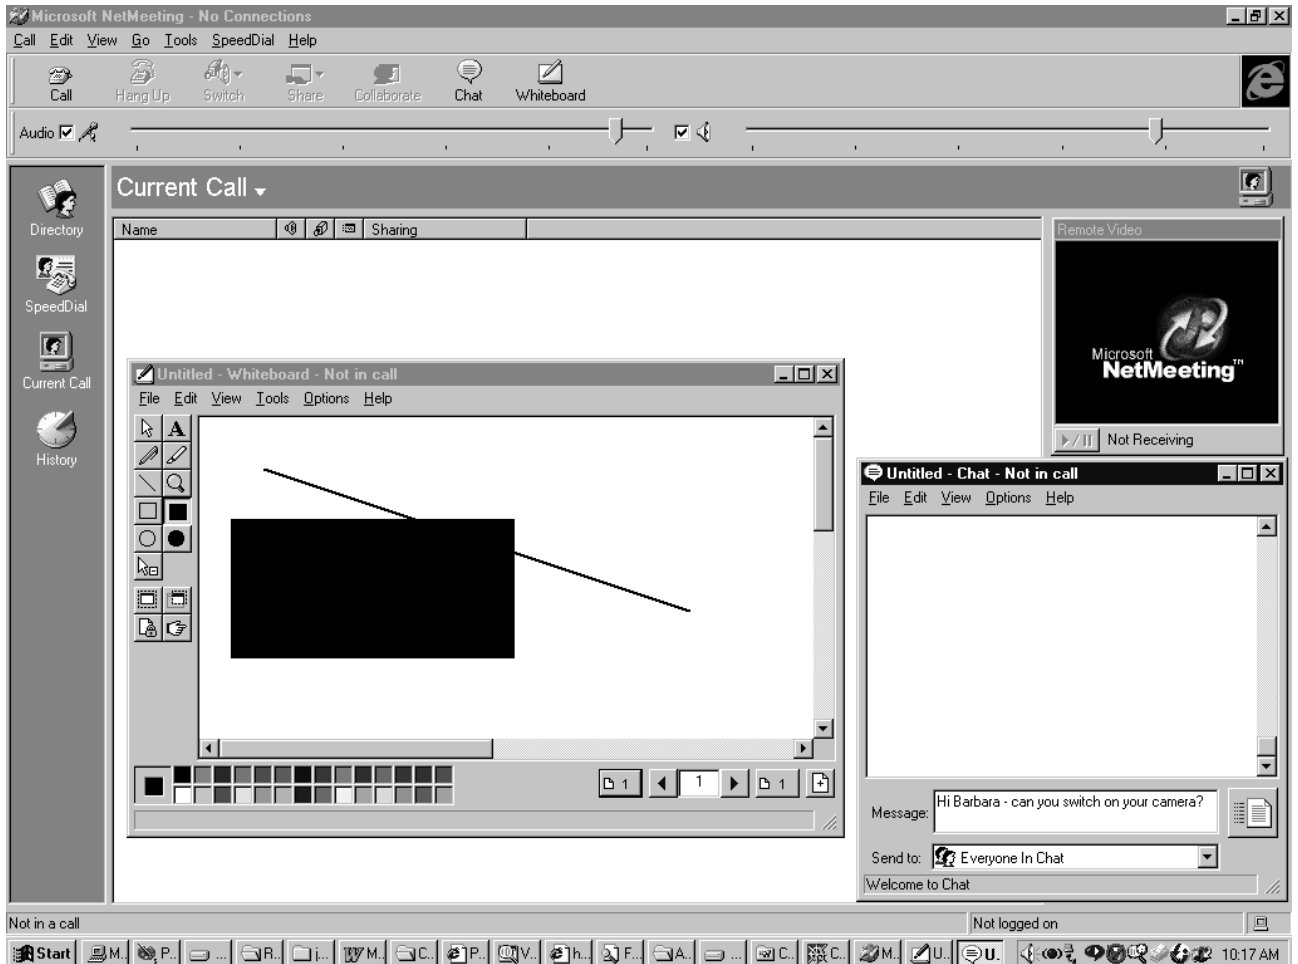 Microsoft NetMeeting - No Connections
Call Edit View Go Tools SpeedDial Help
Call Hang Up Switch Share Collaborate Chat Whiteboard
Audio
Current Call
Directory
SpeedDial
Current Call
History
Name Sharing
Remote Video
Microsoft
NetMeeting™
Not Receiving
Untitled - Whiteboard - Not in call
File Edit View Tools Options Help
A
1 1 1
Untitled - Chat - Not in call
File Edit View Options Help
Message: Hi Barbara - can you switch on your camera?
Send to: Everyone In Chat
Welcome to Chat
Not in a call Not logged on
Start M.. P.. ... R.. j... M.. C.. P.. V.. h.. F.. A.. ... C.. C.. M.. U.. U. 10:17 AM